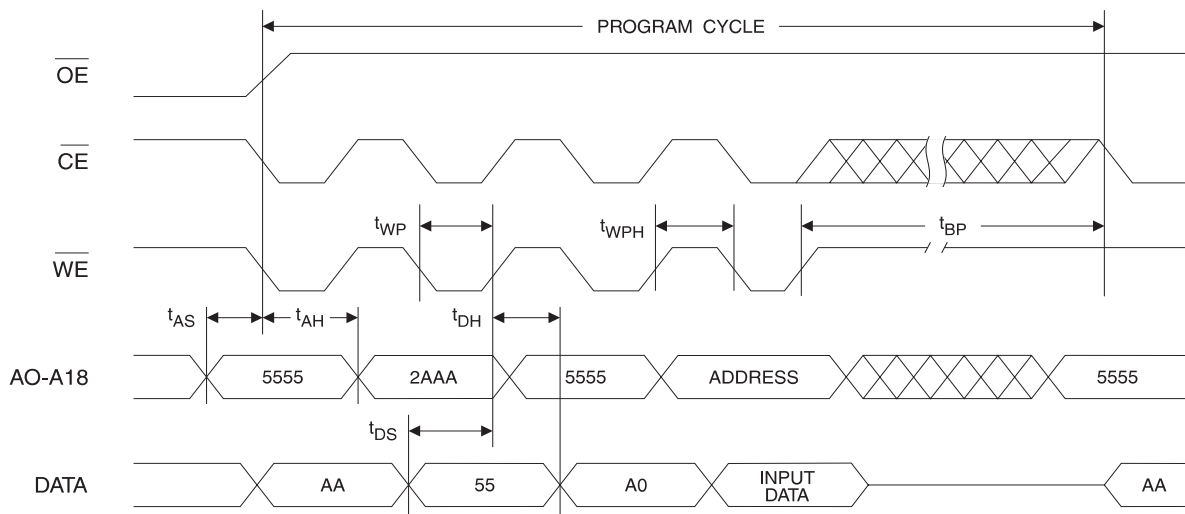 PROGRAM CYCLE
OE
CE
tWP
tWPH
tBP
WE
tAS
tAH
tDH
AO-A18
5555
2AAA
5555
ADDRESS
5555
tDS
DATA
AA
55
A0
INPUT
DATA
AA